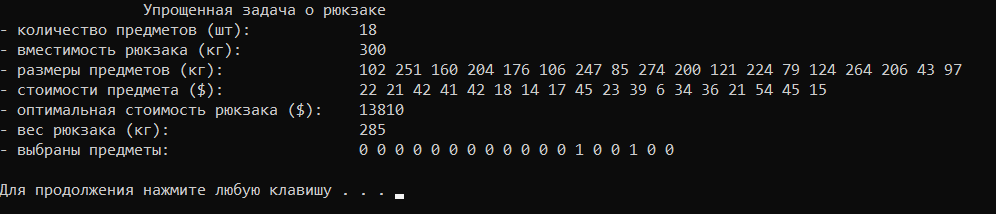 Упрощенная задача о рюкзаке
- количество предметов (шт): 18
- вместимость рюкзака (кг): 300
- размеры предметов (кг): 102 251 160 204 176 106 247 85 274 200 121 224 79 124 264 206 43 97
- стоимости предмета ($): 22 21 42 41 42 18 14 17 45 23 39 6 34 36 21 54 45 15
- оптимальная стоимость рюкзака ($): 13810
- вес рюкзака (кг): 285
- выбраны предметы: 0 0 0 0 0 0 0 0 0 0 0 0 1 0 0 1 0 0
Для продолжения нажмите любую клавишу . . .